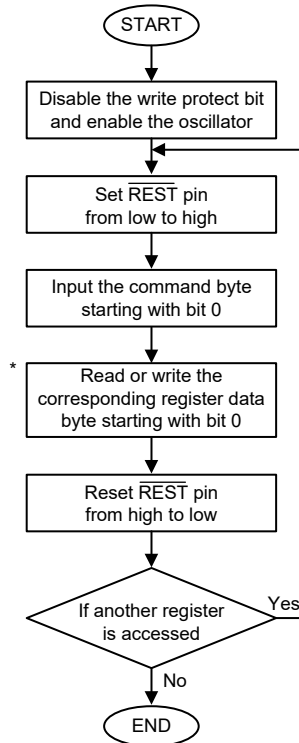 START
Disable the write protect bit
and enable the oscillator
Set REST pin
from low to high
Input the command byte
starting with bit 0
*
Read or write the
corresponding register data
byte starting with bit 0
Reset REST pin
from high to low
If another register
is accessed
Yes
No
END